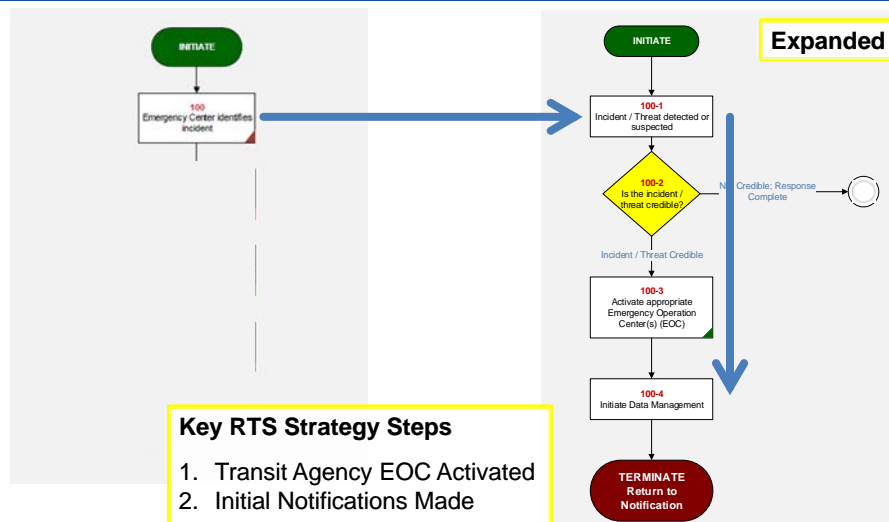 INITIATE
100
Emergency Center identifies
incident
Key RTS Strategy Steps
1. Transit Agency EOC Activated
2. Initial Notifications Made
Expanded
INITIATE
100-1
Incident / Threat detected or
suspected
100-2
Is the incident /
threat credible?
Credible; Response
Complete
Incident / Threat Credible
100-3
Activate appropriate
Emergency Operation
Center(s) (EOC)
100-4
Initiate Data Management
TERMINATE
Return to
Notification